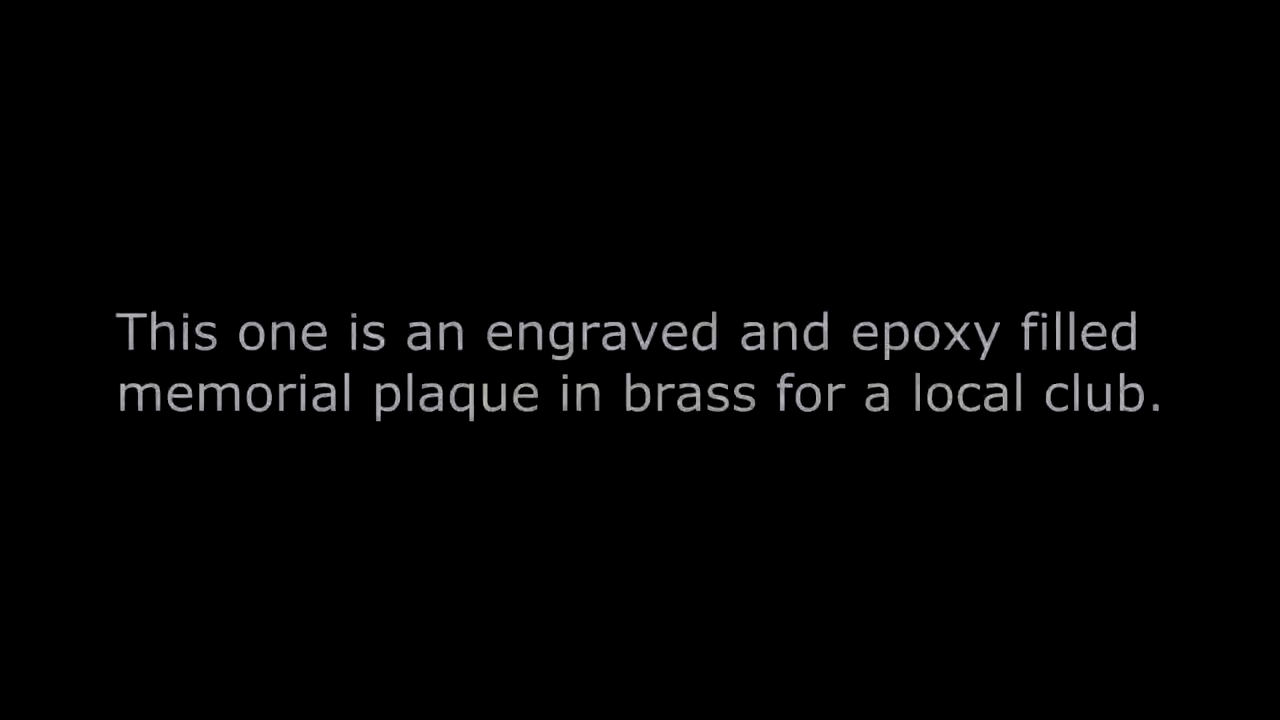 This one is an engraved and epoxy filled
memorial plaque in brass for a local club.